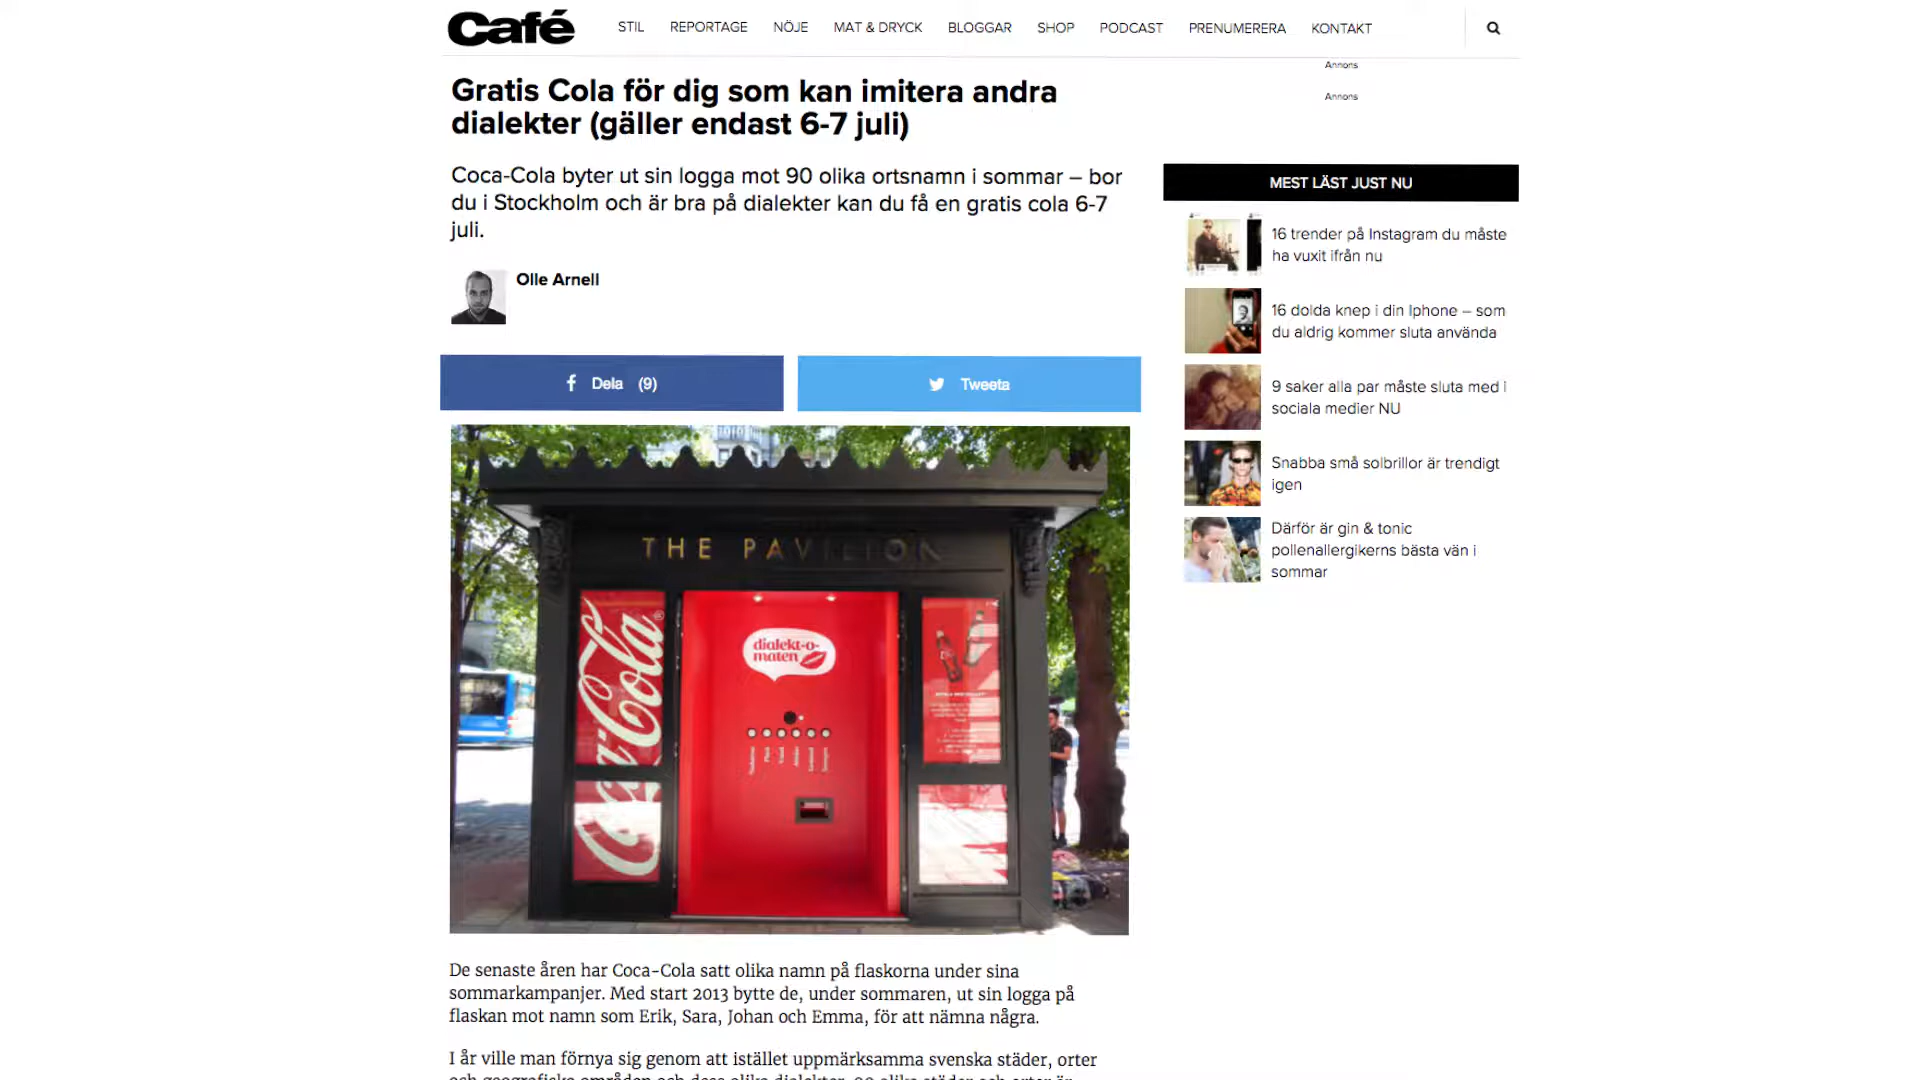 Café
STIL REPORTAGE NÖJE MAT & DRYCK BLOGGAR SHOP PODCAST PRENUMERERA KONTAKT
Annons
Annons
Gratis Cola för dig som kan imitera andra
dialekter (gäller endast 6-7 juli)
Coca-Cola byter ut sin logga mot 90 olika ortsnamn i sommar – bor
du i Stockholm och är bra på dialekter kan du få en gratis cola 6-7
juli.
Olle Arnell
Dela (9)
Tweeta
THE PAVILION
Coca-Cola
dialekt-o-
maten
De senaste åren har Coca-Cola satt olika namn på flaskorna under sina
sommarkampanjer. Med start 2013 bytte de, under sommaren, ut sin logga på
flaskan mot namn som Erik, Sara, Johan och Emma, för att nämna några.
I år ville man förnya sig genom att istället uppmärksamma svenska städer, orter
MEST LÄST JUST NU
16 trender på Instagram du måste
ha vuxit ifrån nu
16 dolda knep i din Iphone – som
du aldrig kommer sluta använda
9 saker alla par måste sluta med i
sociala medier NU
Snabba små solbrillor är trendigt
igen
Därför är gin & tonic
pollenallergikerns bästa vän i
sommar